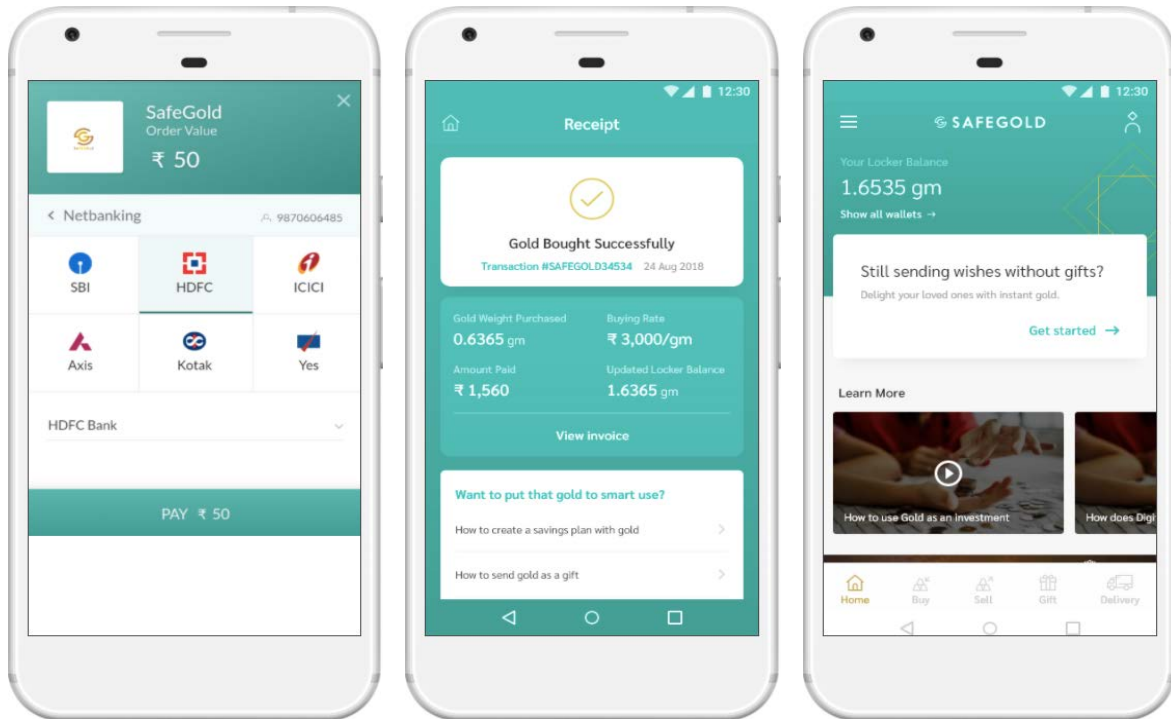 SafeGold
Order Value
₹ 50
SAFEGOLD
< Netbanking
9870606485
SBI
HDFC
ICICI
Axis
Kotak
Yes
HDFC Bank
PAY ₹ 50
12:30
Receipt
Gold Bought Successfully
Transaction #SAFEGOLD34534 24 Aug 2018
Gold Weight Purchased
0.6365 gm
Buying Rate
₹ 3,000/gm
Amount Paid
₹ 1,560
Updated Locker Balance
1.6365 gm
View invoice
Want to put that gold to smart use?
How to create a savings plan with gold
How to send gold as a gift
12:30
SAFEGOLD
Your Locker Balance
1.6535 gm
Show all wallets →
Still sending wishes without gifts?
Delight your loved ones with instant gold.
Get started →
Learn More
How to use Gold as an investment
How does Digi
Home
Buy
Sell
Gift
Delivery